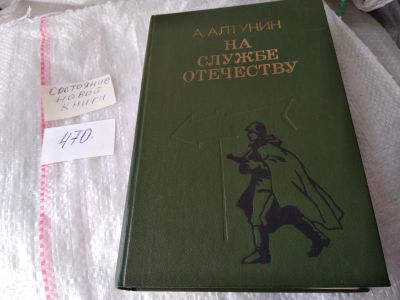 А. АЛТУНИН
НА
СЛУЖБЕ
ОТЕЧЕСТВУ
Состояние
новой
книги
470